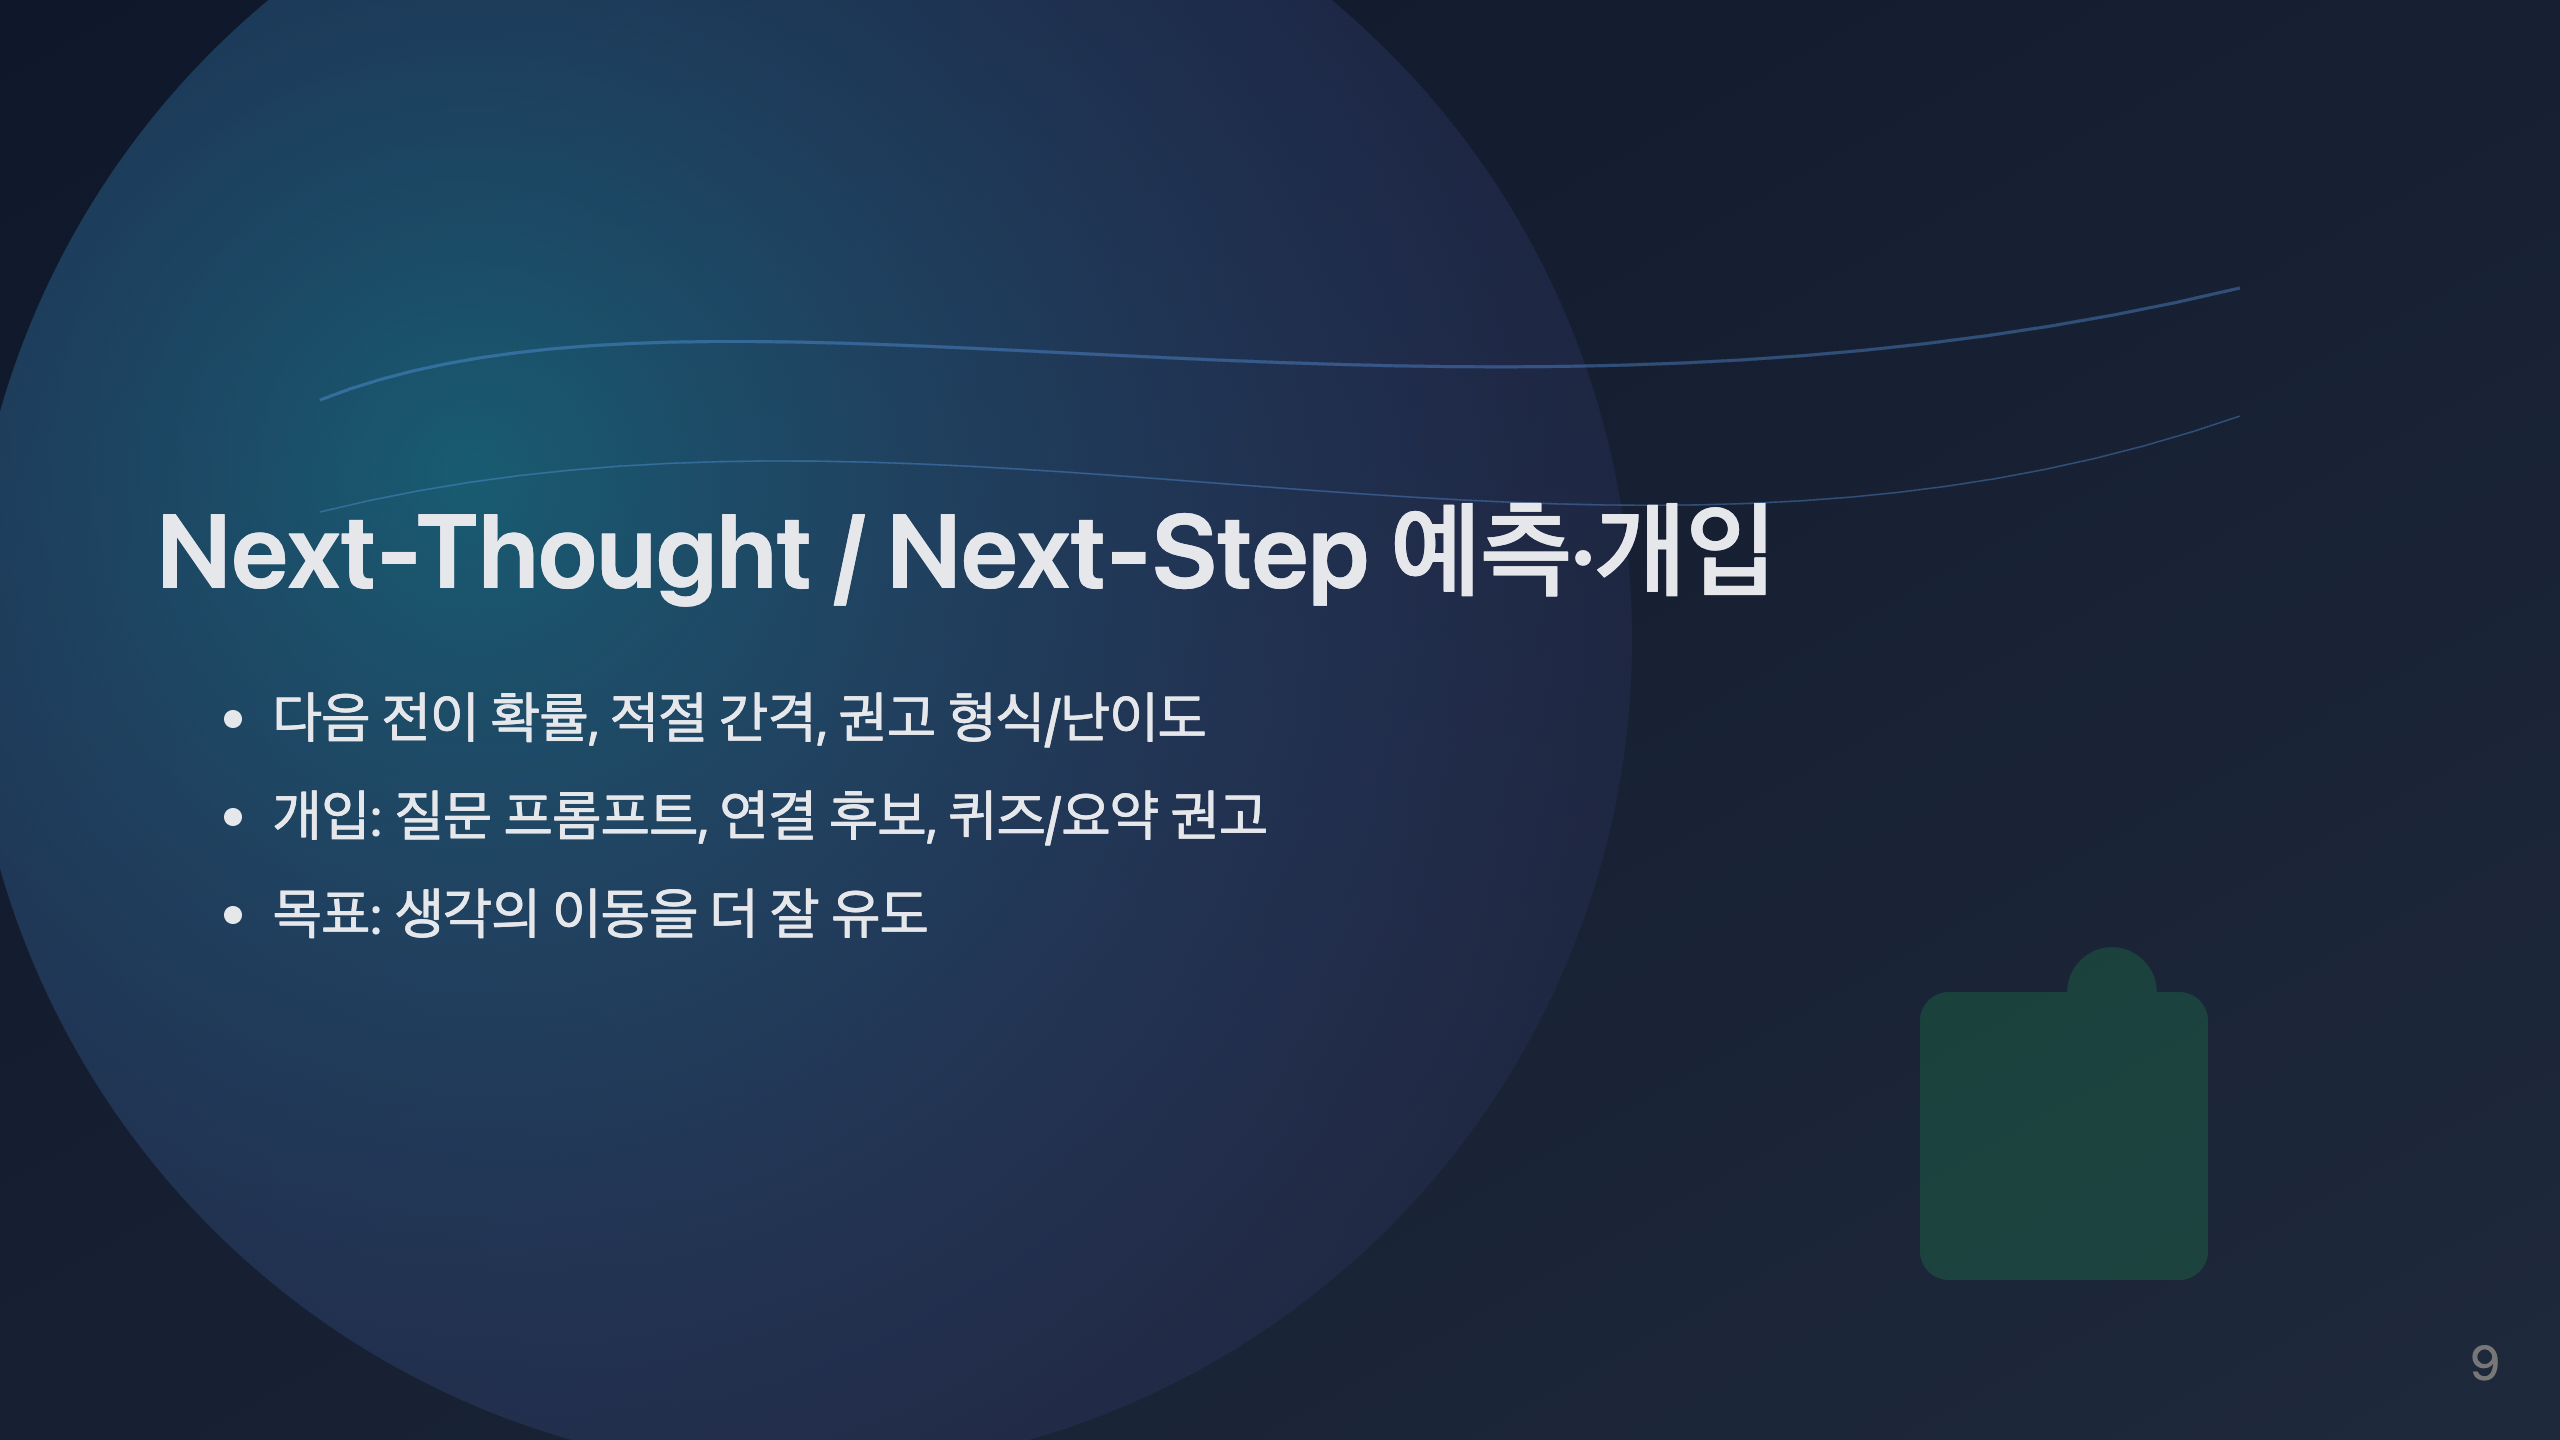 Next-Thought / Next-Step 예측·개입
• 다음 전이 확률, 적절 간격, 권고 형식/난이도
• 개입: 질문 프롬프트, 연결 후보, 퀴즈/요약 권고
• 목표: 생각의 이동을 더 잘 유도
9